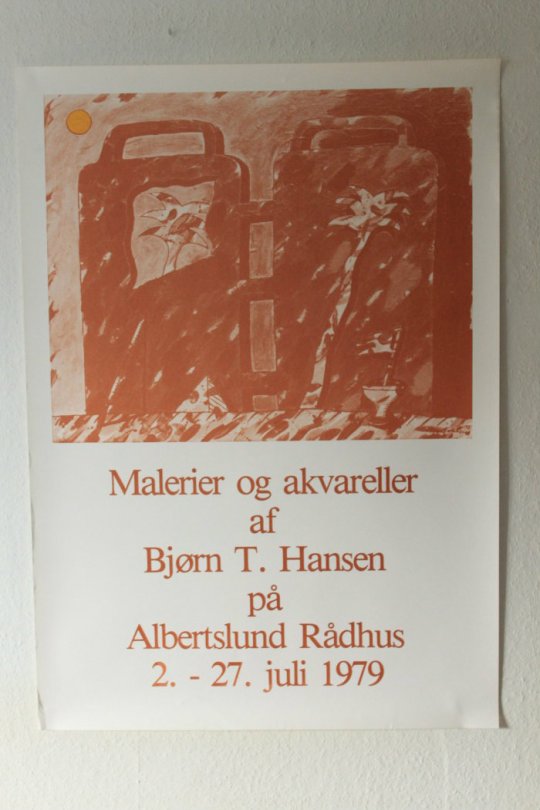 Malerier og akvareller
af
Bjørn T. Hansen
på
Albertslund Rådhus
2. - 27. juli 1979